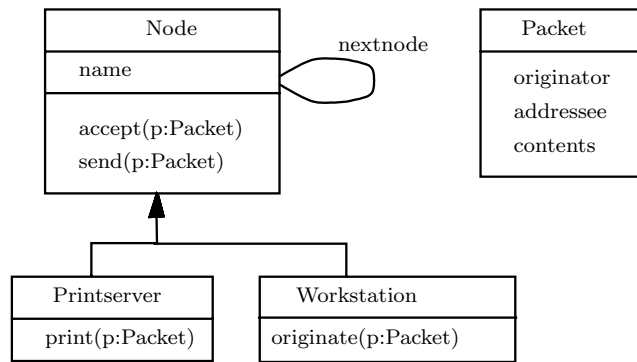 Node
name
accept(p:Packet)
send(p:Packet)
nextnode
Packet
originator
addressee
contents
Printserver
print(p:Packet)
Workstation
originate(p:Packet)